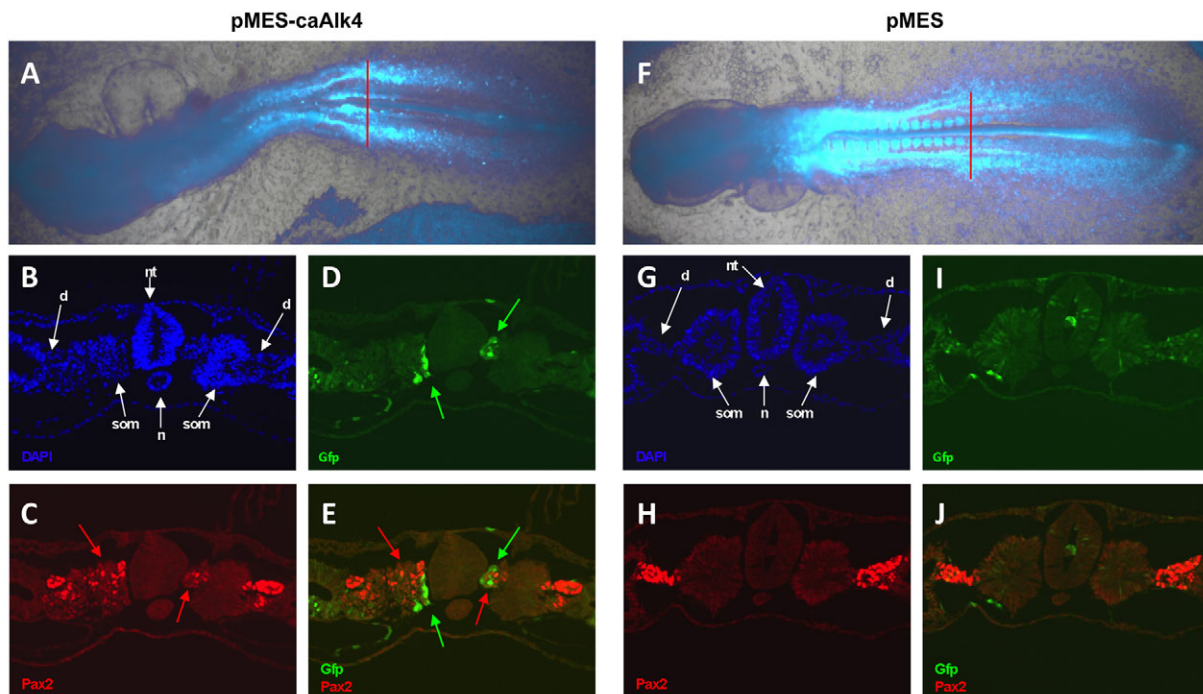 pMES-caAlk4
pMES
A
F
B
nt
d
d
som
n
som
DAPI
D
Gfp
G
nt
d
d
som
n
som
DAPI
I
Gfp
C
Pax2
E
Gfp
Pax2
H
Pax2
J
Gfp
Pax2